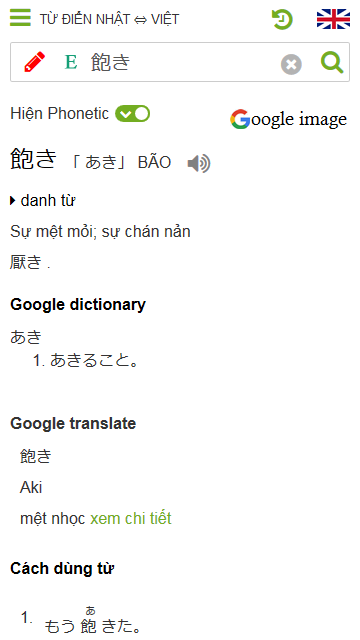 TỪ ĐIỂN NHẬT ⇔ VIỆT
E 飽き
Hiện Phonetic Google image
飽き 「 あき」 BÃO
danh từ
Sự mệt mỏi; sự chán nản
厭き .
Google dictionary
あき
1. あきること。
Google translate
飽き
Aki
mệt nhọc xem chi tiết
Cách dùng từ
あ
1. もう 飽 きた。